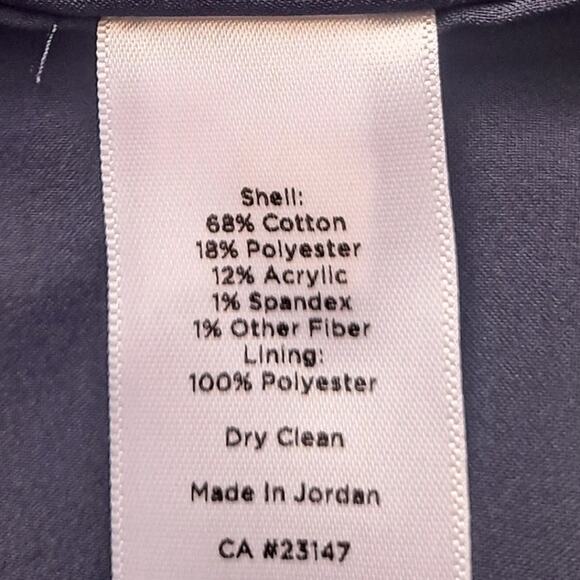 Shell:
68% Cotton
18% Polyester
12% Acrylic
1% Spandex
1% Other Fiber
Lining:
100% Polyester
Dry Clean
Made In Jordan
CA #23147